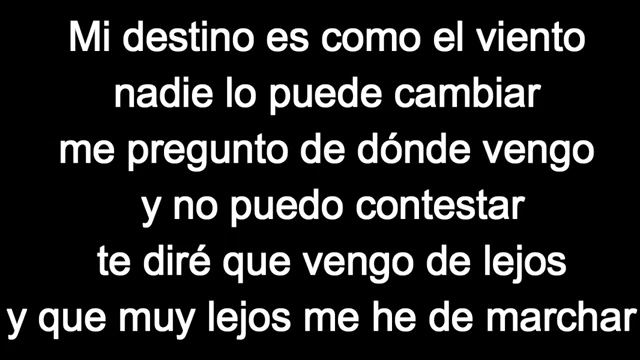 Mi destino es como el viento
nadie lo puede cambiar
me pregunto de dónde vengo
y no puedo contestar
te diré que vengo de lejos
y que muy lejos me he de marchar